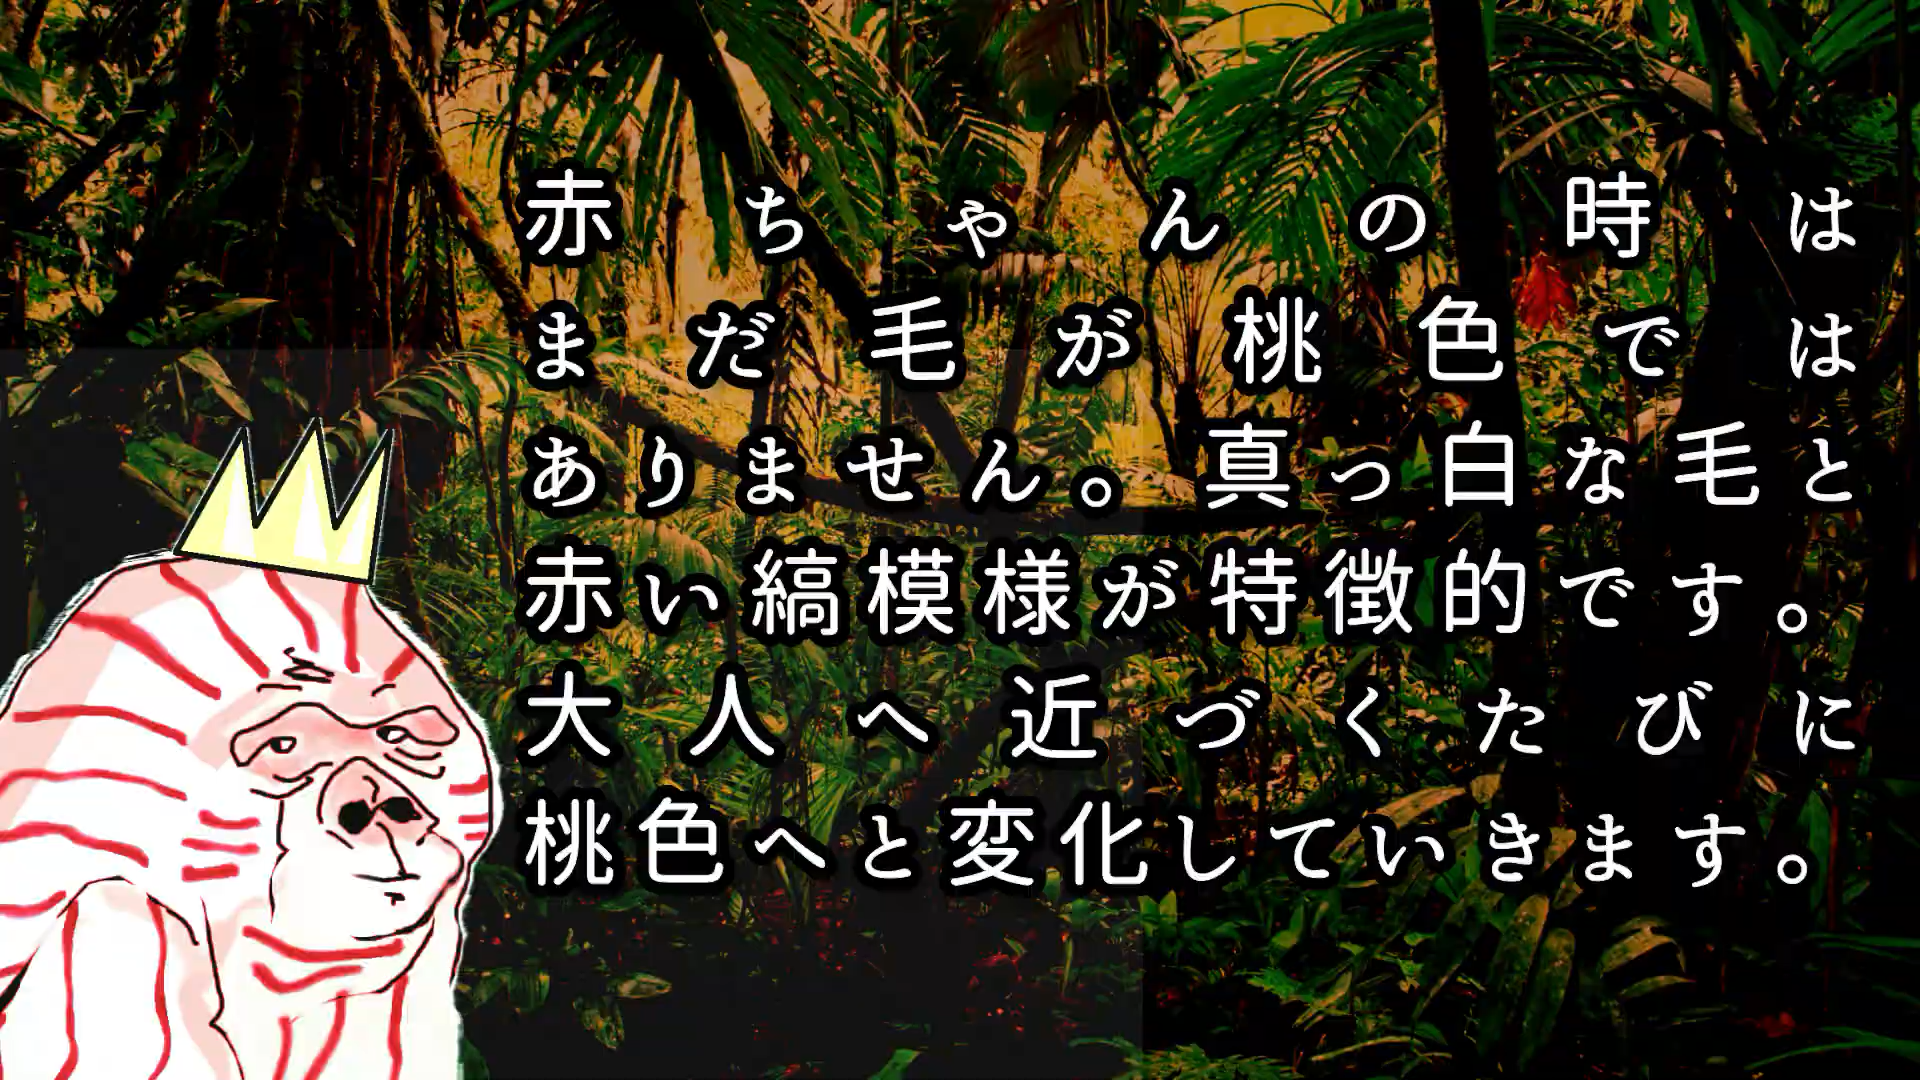 赤ちゃんの時は
まだ毛が桃色では
ありません。真っ白な毛と
赤い縞模様が特徴的です。
大人へ近づくたびに
桃色へと変化していきます。